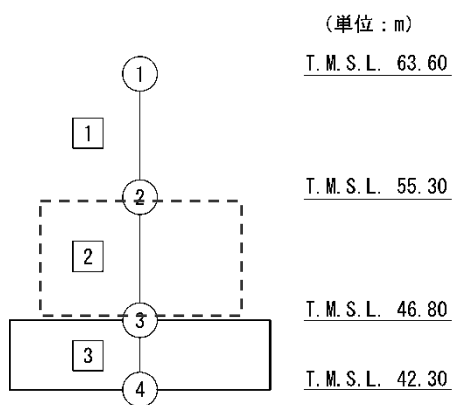 (単位：m)
① T.M.S.L. 63.60
1
② T.M.S.L. 55.30
2
③ T.M.S.L. 46.80
3
④ T.M.S.L. 42.30